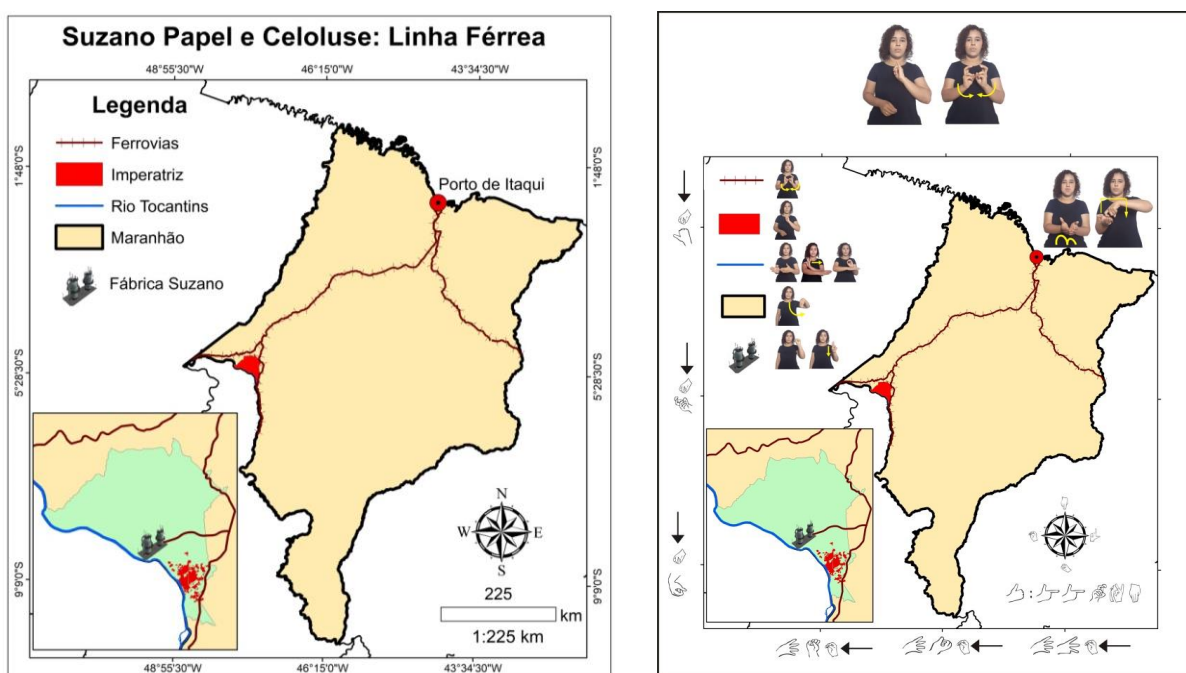 Suzano Papel e Celoluse: Linha Férrea
48°55'30"W 46°15'0"W 43°34'30"W
Legenda
Ferrovias
Imperatriz
Rio Tocantins
Maranhão
Fábrica Suzano
Porto de Itaqui
1°48'0"S
1°48'0"S
5°28'30"S
5°28'30"S
9°9'0"S
9°9'0"S
N
W E
S
225
km
1:225 km
48°55'30"W 46°15'0"W 43°34'30"W